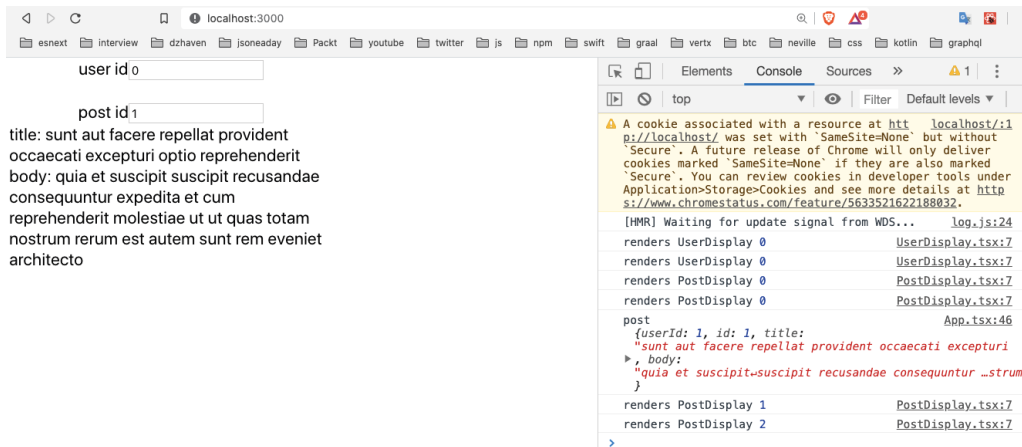 localhost:3000
4
esnext interview dzhaven jsoneaday Packt youtube twitter js npm swift graal vertx btc neville css kotlin graphql
user id 0
post id 1
title: sunt aut facere repellat provident
occaecati excepturi optio reprehenderit
body: quia et suscipit suscipit recusandae
consequuntur expedita et cum
reprehenderit molestiae ut ut quas totam
nostrum rerum est autem sunt rem eveniet
architecto
Elements Console Sources » 1
top Filter Default levels ▼
A cookie associated with a resource at htt localhost/:1
p://localhost/ was set with `SameSite=None` but without
`Secure`. A future release of Chrome will only deliver
cookies marked `SameSite=None` if they are also marked
`Secure`. You can review cookies in developer tools under
Application>Storage>Cookies and see more details at http
s://www.chromestatus.com/feature/5633521622188032.
[HMR] Waiting for update signal from WDS... log.js:24
renders UserDisplay 0 UserDisplay.tsx:7
renders UserDisplay 0 UserDisplay.tsx:7
renders PostDisplay 0 PostDisplay.tsx:7
renders PostDisplay 0 PostDisplay.tsx:7
post App.tsx:46
{userId: 1, id: 1, title:
"sunt aut facere repellat provident occaecati excepturi
, body:
"quia et suscipit↵suscipit recusandae consequuntur …strum
}
renders PostDisplay 1 PostDisplay.tsx:7
renders PostDisplay 2 PostDisplay.tsx:7